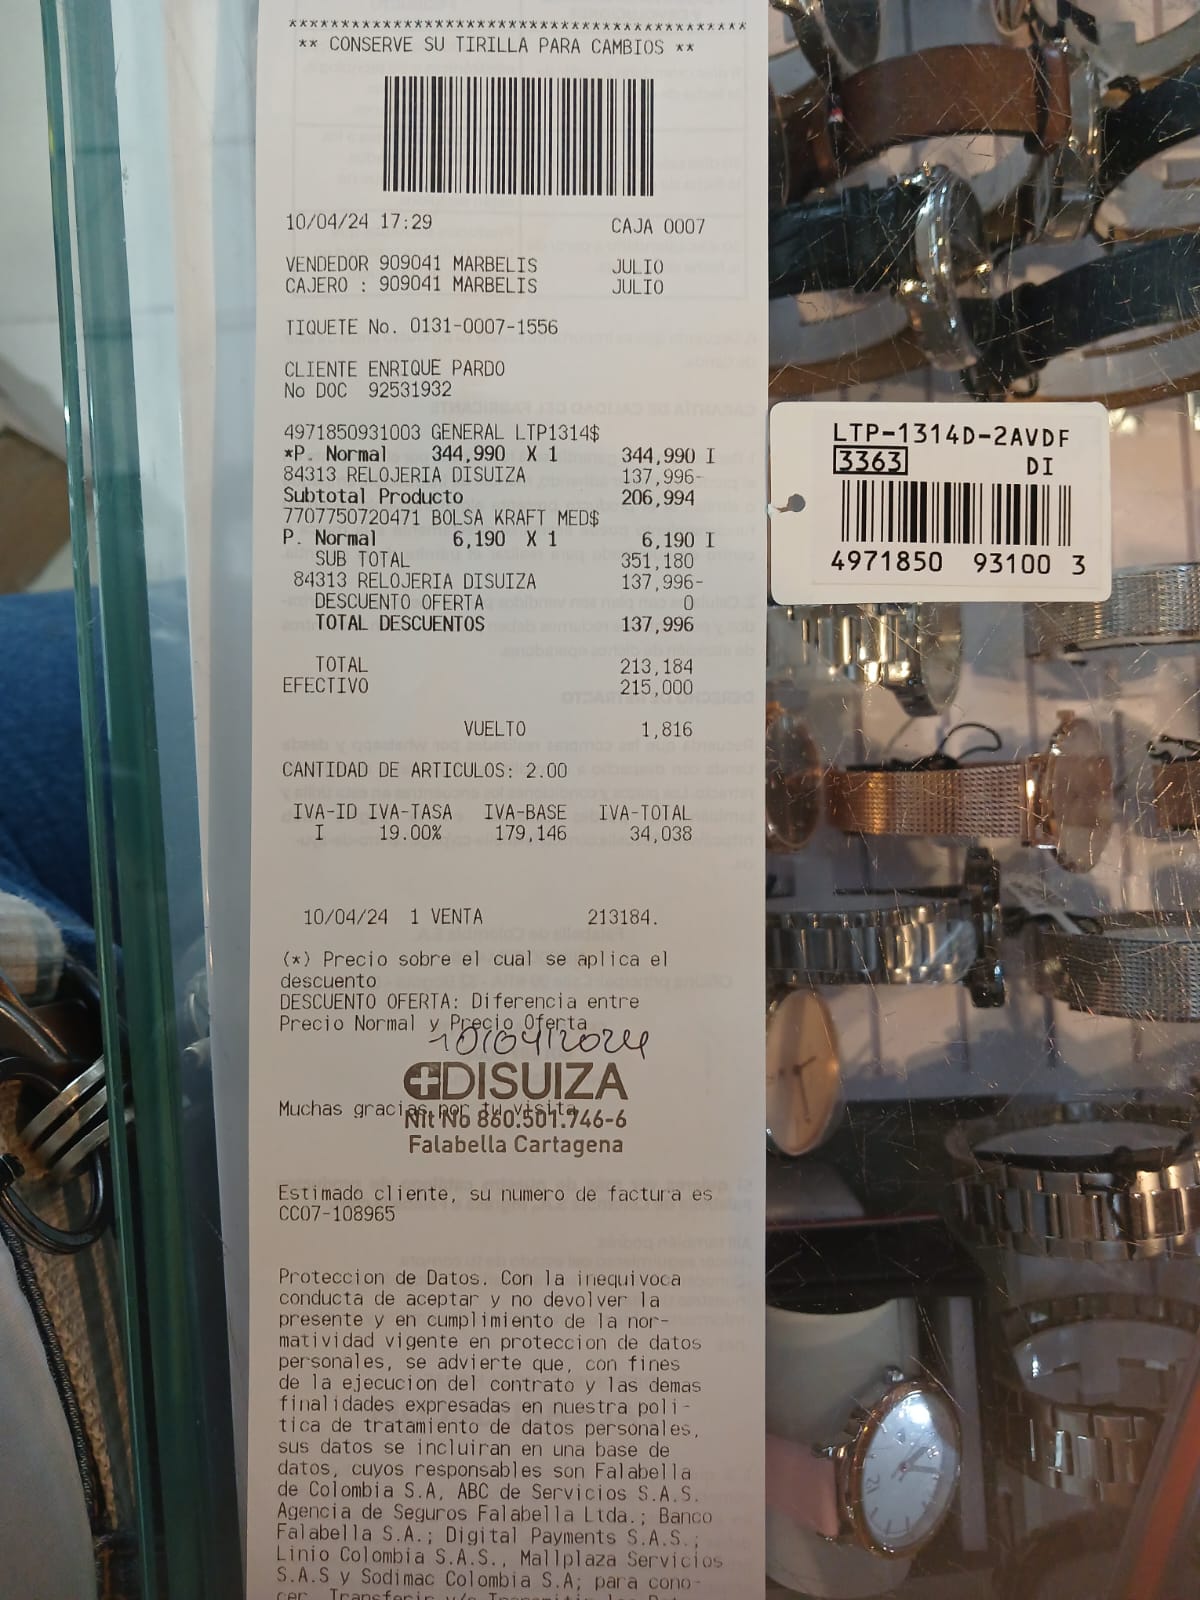 ****************************************
** CONSERVE SU TIRILLA PARA CAMBIOS **
10/04/24 17:29 CAJA 0007
VENDEDOR 909041 MARBELIS JULIO
CAJERO : 909041 MARBELIS JULIO
TIQUETE No. 0131-0007-1556
CLIENTE ENRIQUE PARDO
No DOC 92531932
4971850931003 GENERAL LTP1314$
*P. Normal 344,990 X 1 344,990 I
84313 RELOJERIA DISUIZA 137,996-
Subtotal Producto 206,994
7707750720471 BOLSA KRAFT MED$
P. Normal 6,190 X 1 6,190 I
SUB TOTAL 351,180
84313 RELOJERIA DISUIZA 137,996-
DESCUENTO OFERTA 0
TOTAL DESCUENTOS 137,996
TOTAL 213,184
EFECTIVO 215,000
VUELTO 1,816
CANTIDAD DE ARTICULOS: 2.00
IVA-ID IVA-TASA IVA-BASE IVA-TOTAL
I 19.00% 179,146 34,038
10/04/24 1 VENTA 213184.
(*) Precio sobre el cual se aplica el
descuento
DESCUENTO OFERTA: Diferencia entre
Precio Normal y Precio Oferta
10/04/2024
DISUIZA
Muchas gracias por tu visita
Nit No 860.501.746-6
Falabella Cartagena
Estimado cliente, su numero de factura es
CC07-108965
Proteccion de Datos. Con la inequivoca
conducta de aceptar y no devolver la
presente y en cumplimiento de la nor-
matividad vigente en proteccion de datos
personales, se advierte que, con fines
de la ejecucion del contrato y las demas
finalidades expresadas en nuestra poli-
tica de tratamiento de datos personales,
sus datos se incluiran en una base de
datos, cuyos responsables son Falabella
de Colombia S.A, ABC de Servicios S.A.S.
Agencia de Seguros Falabella Ltda.; Banco
Falabella S.A.; Digital Payments S.A.S.;
Linio Colombia S.A.S., Mallplaza Servicios
S.A.S y Sodimac Colombia S.A; para cono-
cer, Transferir y/o Transmitir los Dat
LTP-1314D-2AVDF
3363 DI
4971850 93100 3